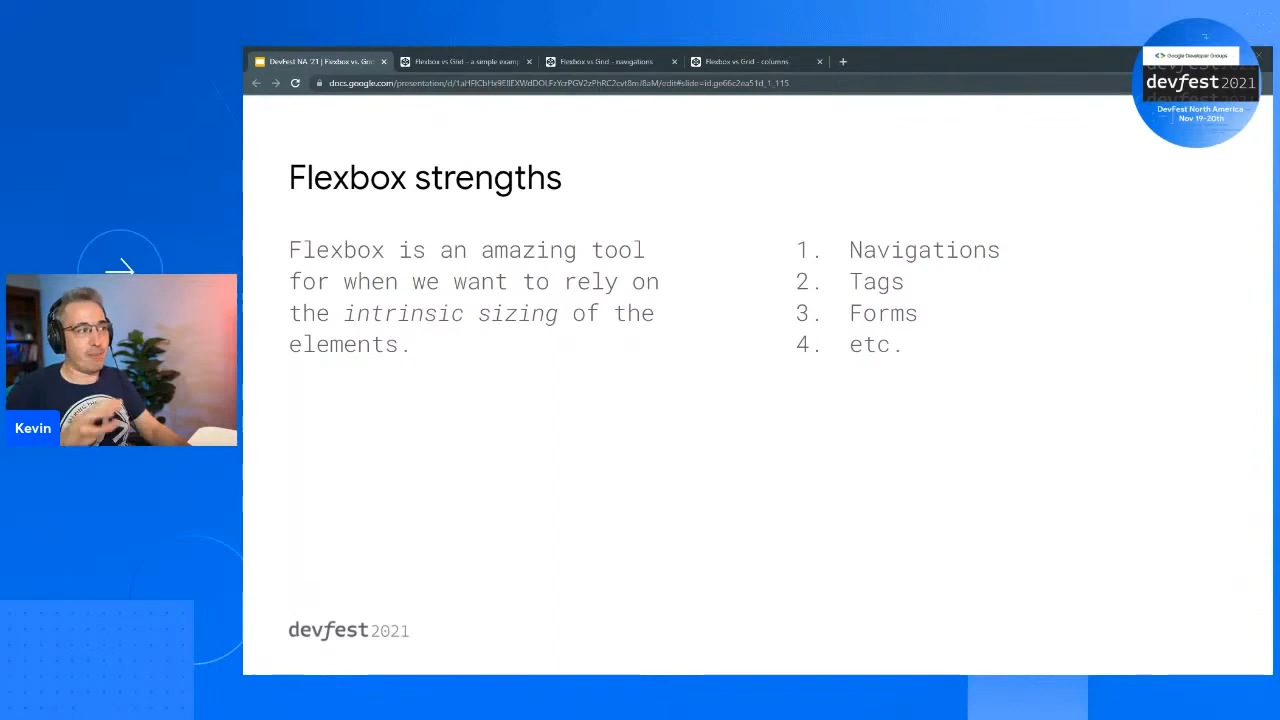 DevFest NA '21 | Flexbox vs. Gri
Flexbox vs Grid - a simple examp
Flexbox vs Grid - navigations
Flexbox vs Grid - columns
Google Developer Groups
devfest 2021
DevFest North America
Nov 19-20th
Flexbox strengths
Flexbox is an amazing tool
for when we want to rely on
the intrinsic sizing of the
elements.
1. Navigations
2. Tags
3. Forms
4. etc.
Kevin
devfest 2021